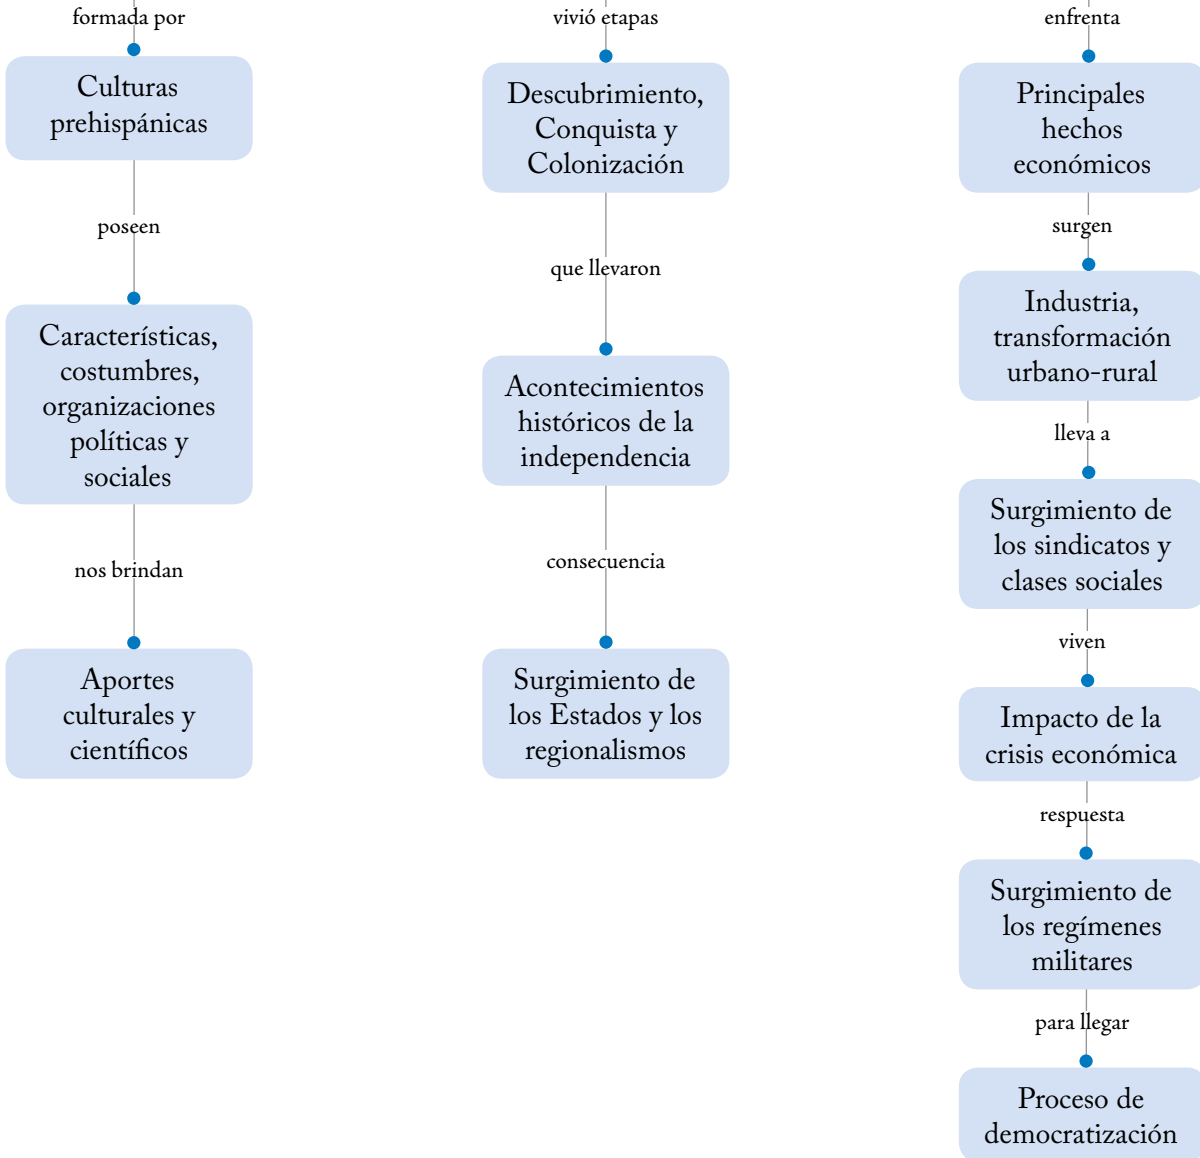 formada por
Culturas
prehispánicas
poseen
Características,
costumbres,
organizaciones
políticas y
sociales
nos brindan
Aportes
culturales y
científicos
vivió etapas
Descubrimiento,
Conquista y
Colonización
que llevaron
Acontecimientos
históricos de la
independencia
consecuencia
Surgimiento de
los Estados y los
regionalismos
enfrenta
Principales
hechos
económicos
surgen
Industria,
transformación
urbano-rural
lleva a
Surgimiento de
los sindicatos y
clases sociales
viven
Impacto de la
crisis económica
respuesta
Surgimiento de
los regímenes
militares
para llegar
Proceso de
democratización